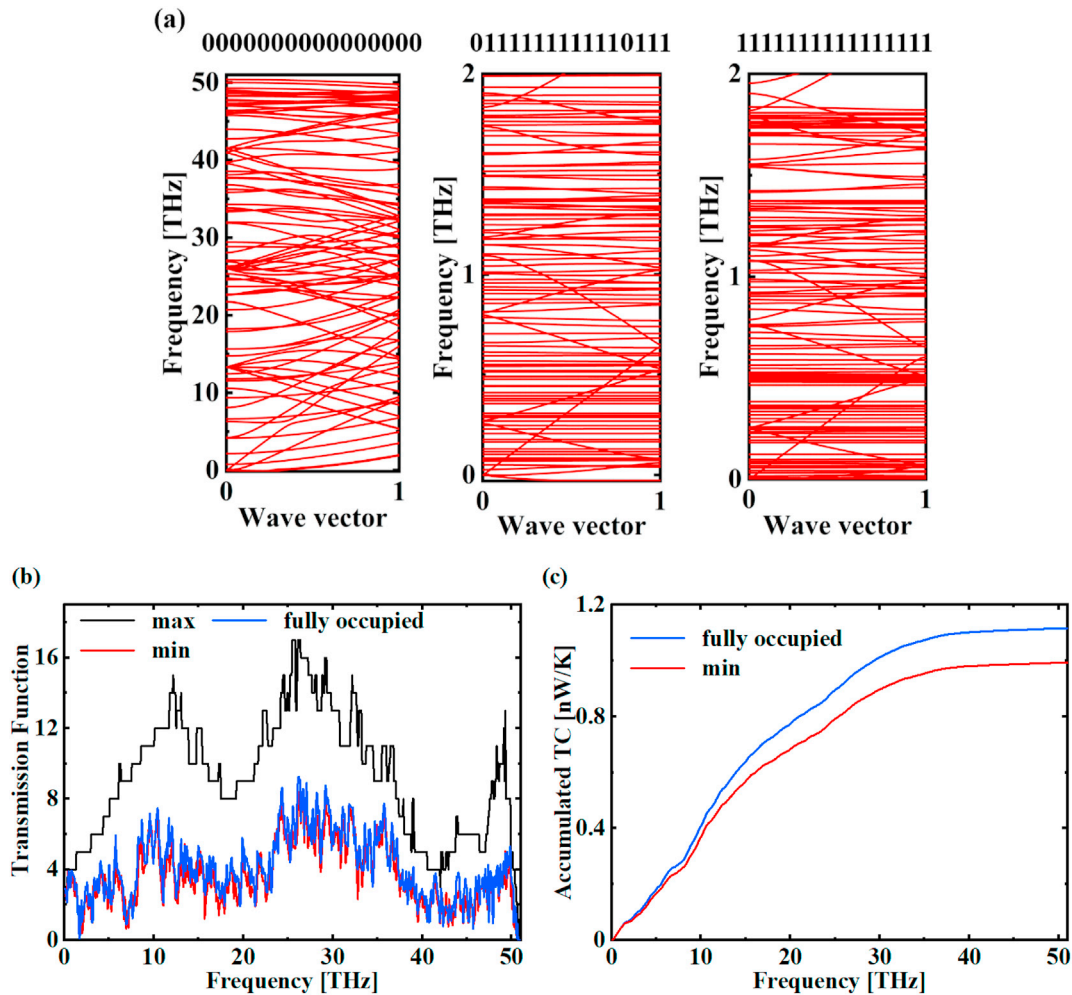 (a)
0000000000000000 0111111111110111 1111111111111111
50
40
30
20
10
0
Frequency [THz]
0 1
Wave vector
2
1
0
Frequency [THz]
0 1
Wave vector
2
1
0
Frequency [THz]
0 1
Wave vector
(b)
max
fully occupied
min
16
12
8
4
0
Transmission Function
0 10 20 30 40 50
Frequency [THz]
(c)
fully occupied
min
1.2
0.8
0.4
0
Accumulated TC [nW/K]
0 10 20 30 40 50
Frequency [THz]